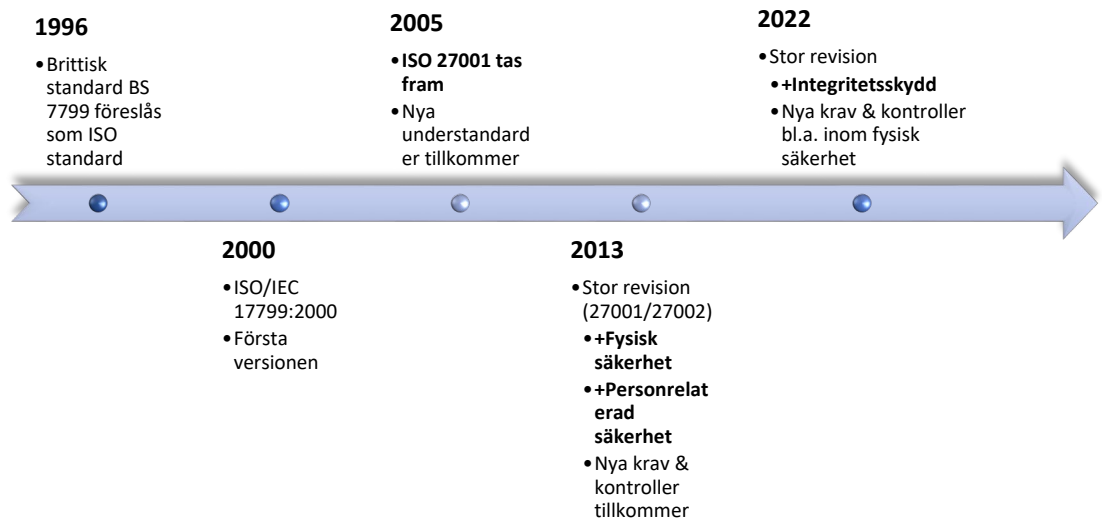 1996
•Brittisk
standard BS
7799 föreslås
som ISO
standard
2000
•ISO/IEC
17799:2000
•Första
versionen
2005
•ISO 27001 tas
fram
•Nya
understandard
er tillkommer
2013
•Stor revision
(27001/27002)
•+Fysisk
säkerhet
•+Personrelat
erad
säkerhet
•Nya krav &
kontroller
tillkommer
2022
•Stor revision
•+Integritetsskydd
•Nya krav & kontroller
bl.a. inom fysisk
säkerhet